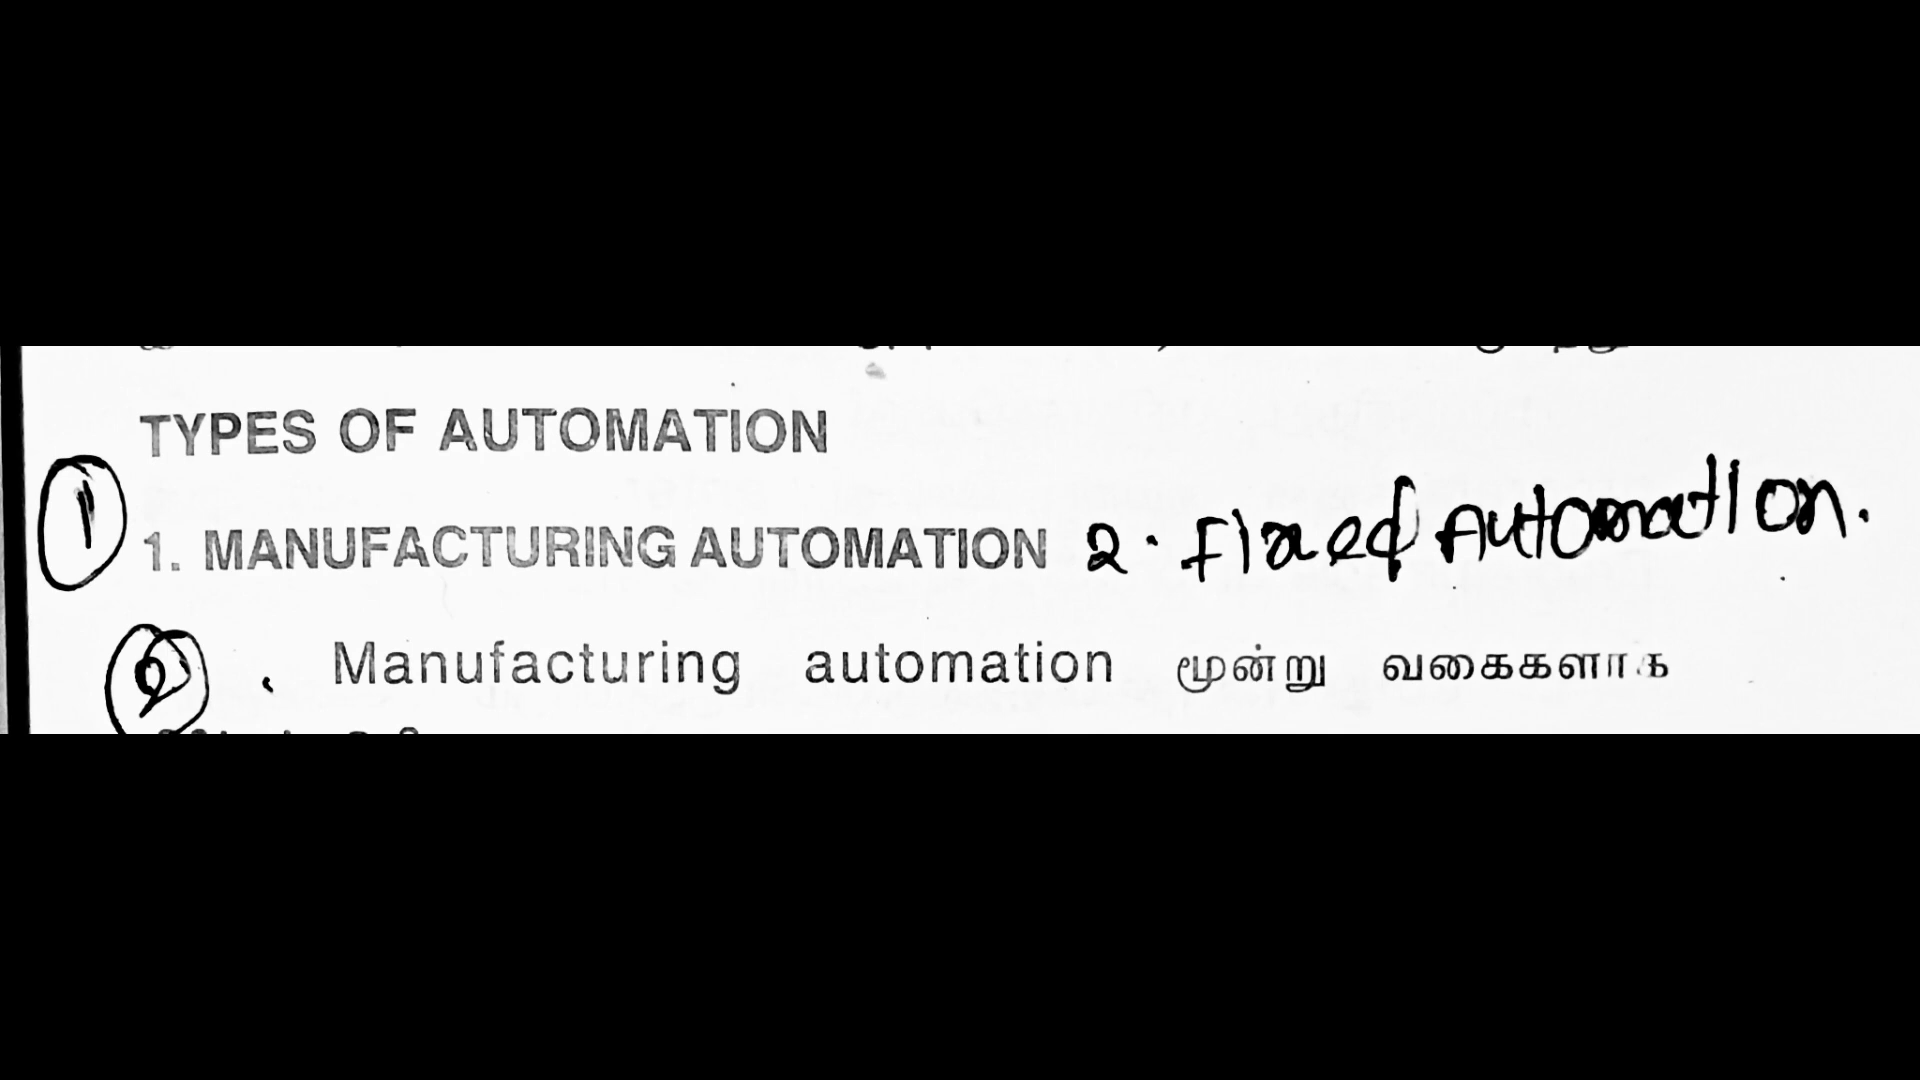 TYPES OF AUTOMATION
1
1. MANUFACTURING AUTOMATION 2. Fixed Automation.
2 . Manufacturing automation மூன்று வகைகளாக